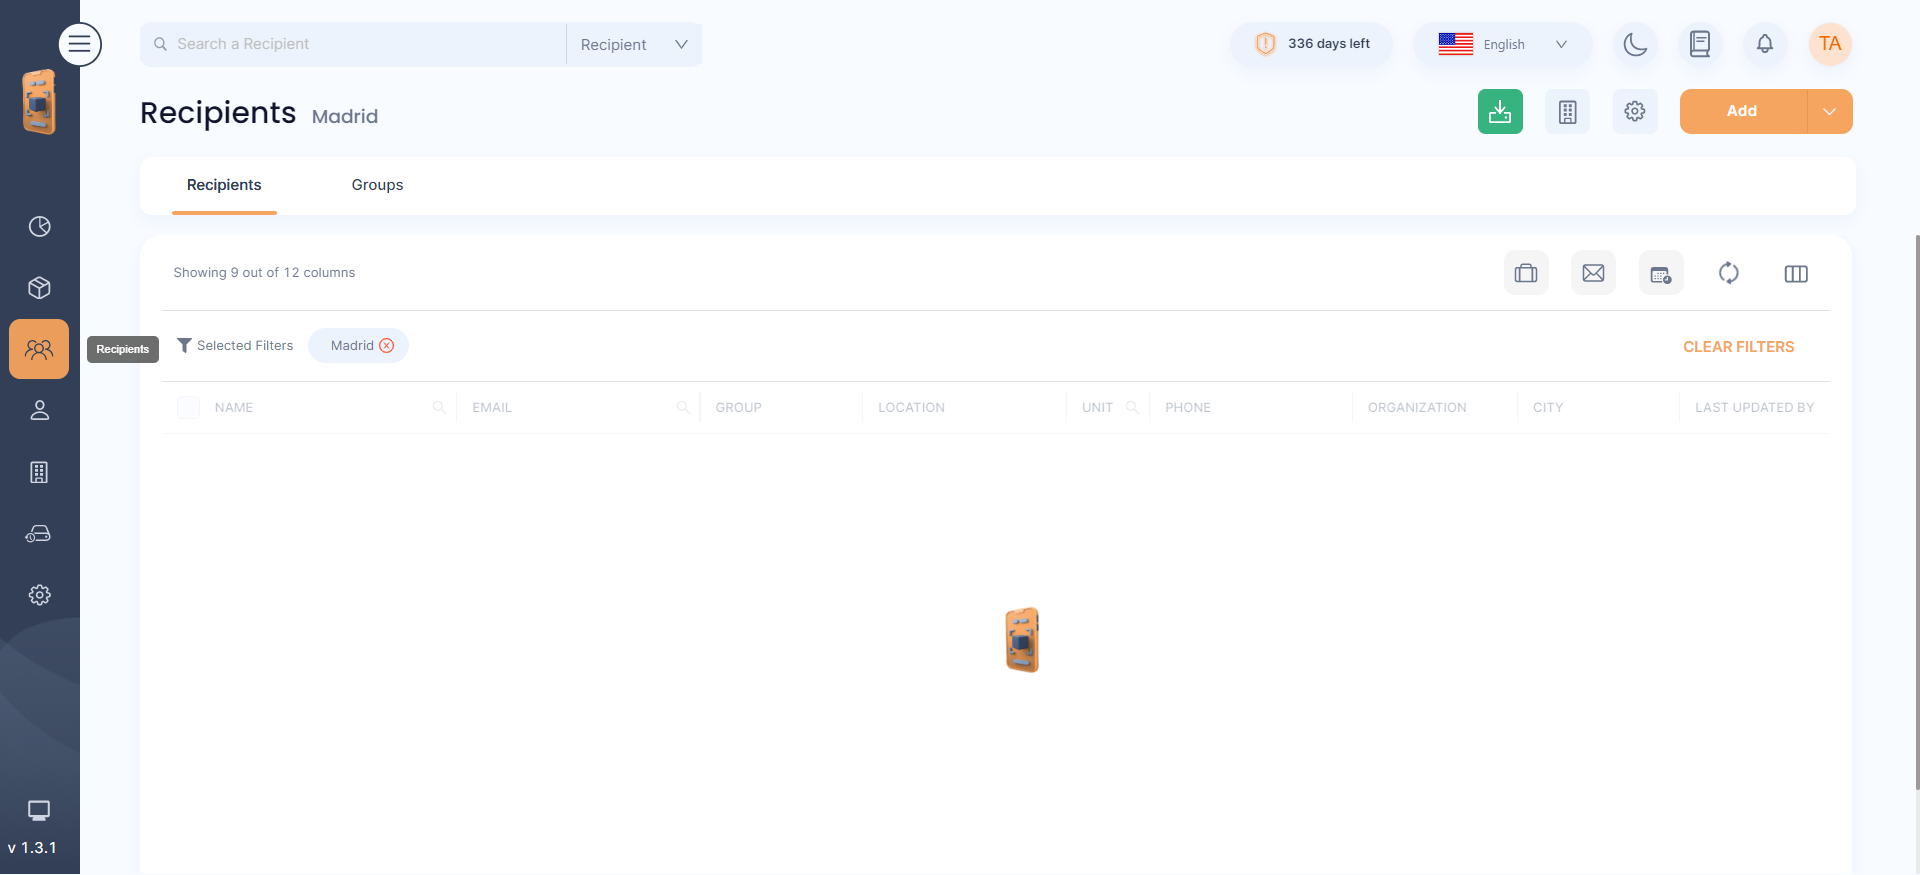 Search a Recipient
Recipient
336 days left
English
TA
Recipients Madrid
Add
Recipients
Groups
Showing 9 out of 12 columns
Recipients
Selected Filters
Madrid
CLEAR FILTERS
NAME
EMAIL
GROUP
LOCATION
UNIT
PHONE
ORGANIZATION
CITY
LAST UPDATED BY
v 1.3.1